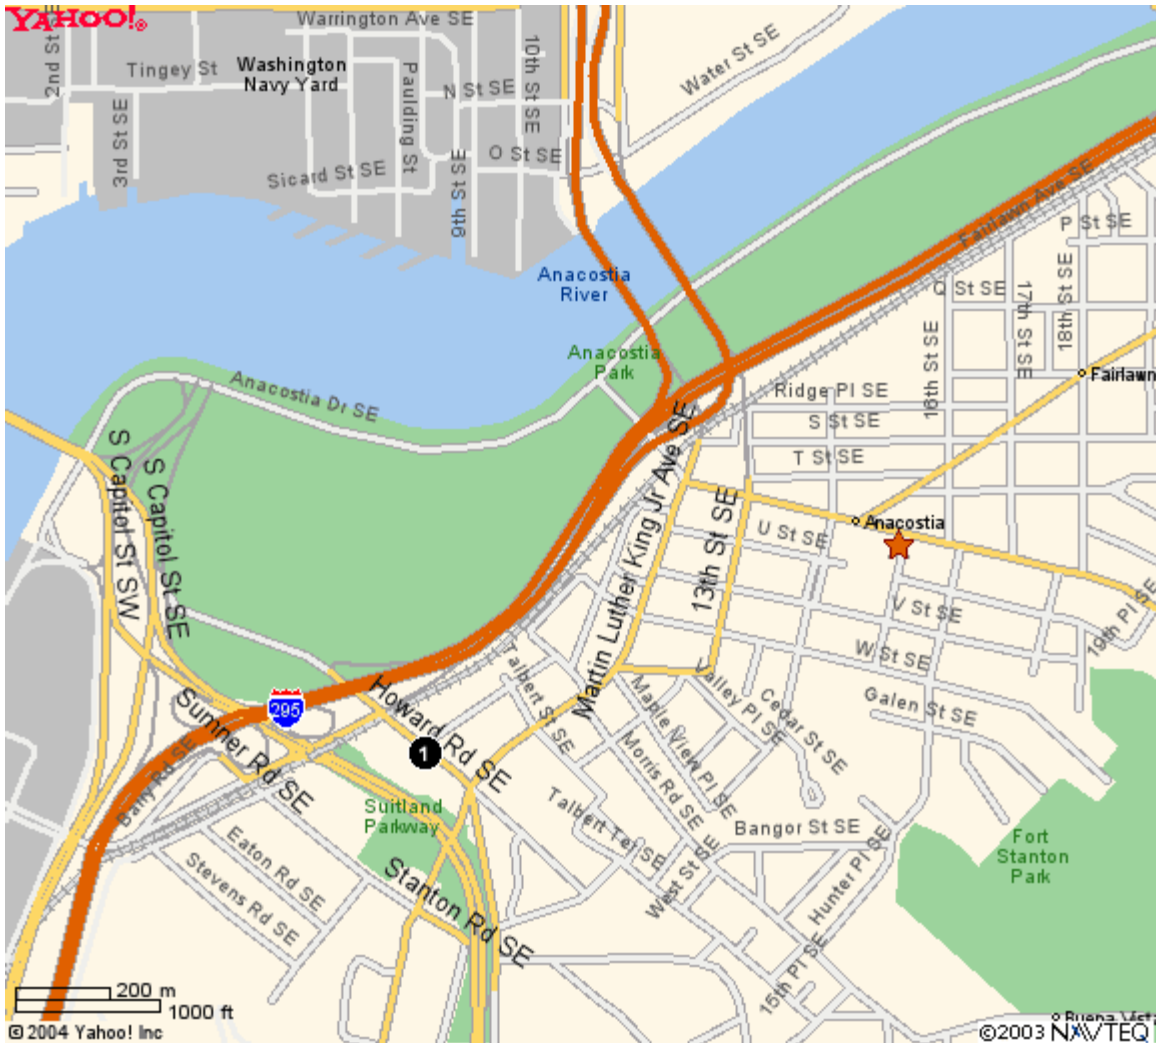 YAHOO!®
Warrington Ave SE
2nd St SE
Tingey St
Washington
Navy Yard
Paulding St
10th St SE
N St SE
Water St SE
3rd St SE
O St SE
Sicard St SE
9th St SE
Fairlawn Ave SE
P St SE
Anacostia
River
Q St SE
17th St SE
18th St SE
16th St SE
Anacostia
Park
Fairlawn
Anacostia Dr SE
Ridge Pl SE
S St SE
T St SE
S Capitol St SW
S Capitol St SE
Martin Luther King Jr Ave SE
13th St SE
U St SE
Anacostia
V St SE
19th Pl SE
W St SE
Talbert St SE
Valley Pl SE
Cedar St SE
Galen St SE
295
Howard Rd SE
Sumner Rd SE
Maple View Pl SE
Morris Rd SE
1
Barry Rd SE
Suitland
Parkway
Talbert Ter SE
Bangor St SE
Fort
Stanton
Park
Eaton Rd SE
Stevens Rd SE
Stanton Rd SE
West St SE
Hunter Pl SE
16th Pl SE
200 m
1000 ft
Buena Vista
© 2004 Yahoo! Inc
©2003 NAVTEQ